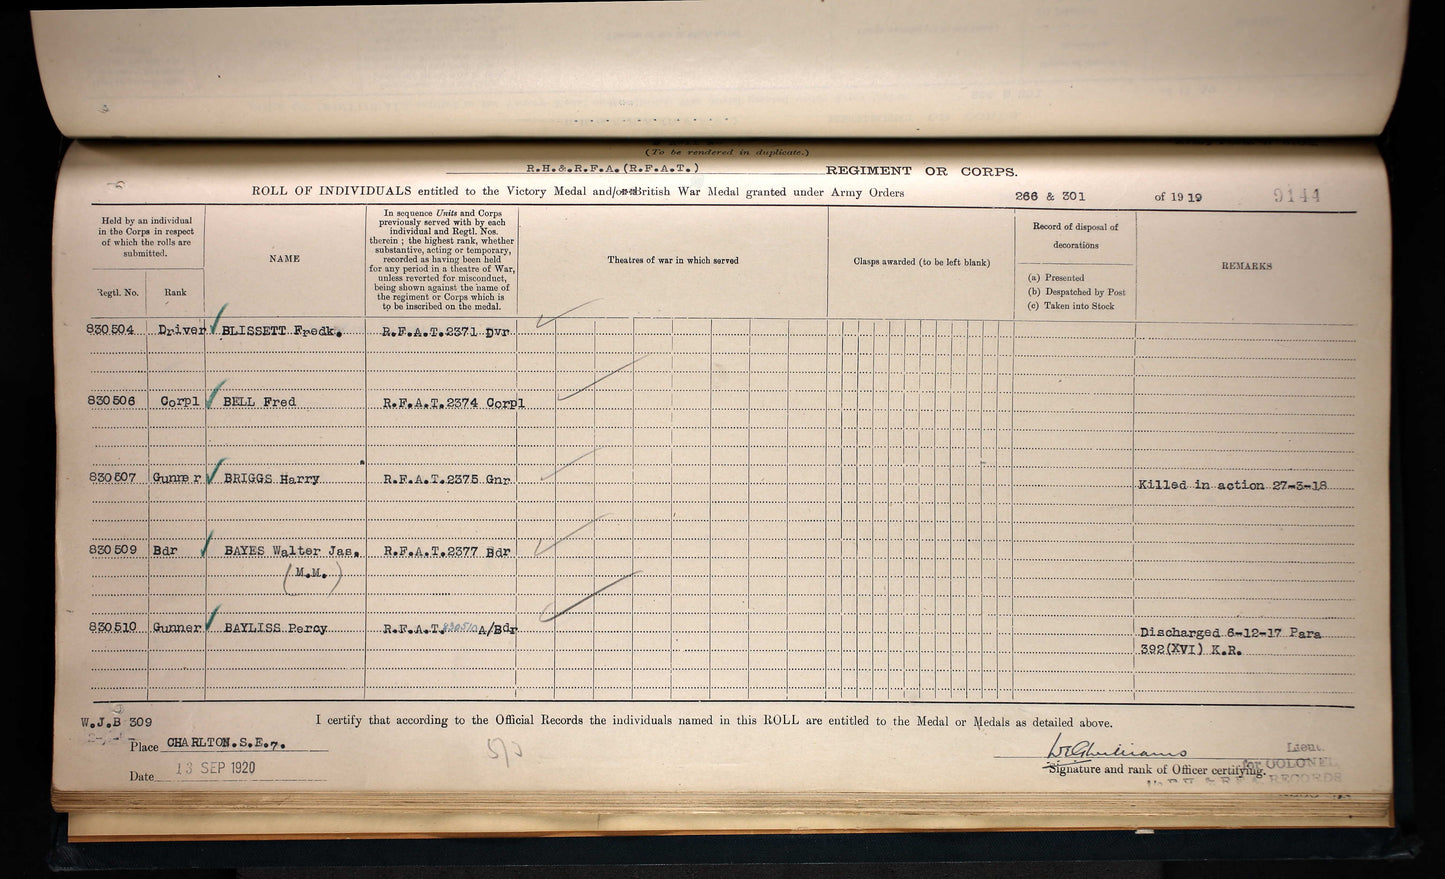 (To be rendered in duplicate.)
R.H.&.R.F.A.(R.F.A.T.) REGIMENT OR CORPS.
ROLL OF INDIVIDUALS entitled to the Victory Medal and/or British War Medal granted under Army Orders 266 & 301 of 1919 9144
Held by an individual
in the Corps in respect
of which the rolls are
submitted.
Regtl. No. Rank
NAME
In sequence Units and Corps
previously served with by each
individual and Regtl. Nos.
therein ; the highest rank, whether
substantive, acting or temporary,
recorded as having been held
for any period in a theatre of War,
unless reverted for misconduct,
being shown against the name of
the regiment or Corps which is
to be inscribed on the medal.
Theatres of war in which served
Clasps awarded (to be left blank)
Record of disposal of
decorations
(a) Presented
(b) Despatched by Post
(c) Taken into Stock
REMARKS
830504 Driver BLISSETT Fredk. R.F.A.T.2371 Dvr
830506 Corpl BELL Fred R.F.A.T.2374 Corpl
830507 Gunner BRIGGS Harry R.F.A.T.2375 Gnr Killed in action 27-3-18
830509 Bdr BAYES Walter Jas. R.F.A.T.2377 Bdr
(M.M.)
830510 Gunner BAYLISS Percy R.F.A.T. 830510 A/Bdr Discharged 6-12-17 Para
392(XVI) K.R.
W.J.B 309
I certify that according to the Official Records the individuals named in this ROLL are entitled to the Medal or Medals as detailed above.
Place CHARLTON.S.E.7.
Date 13 SEP 1920
Lieut.
for COLONEL
Signature and rank of Officer certifying.
RECORDS